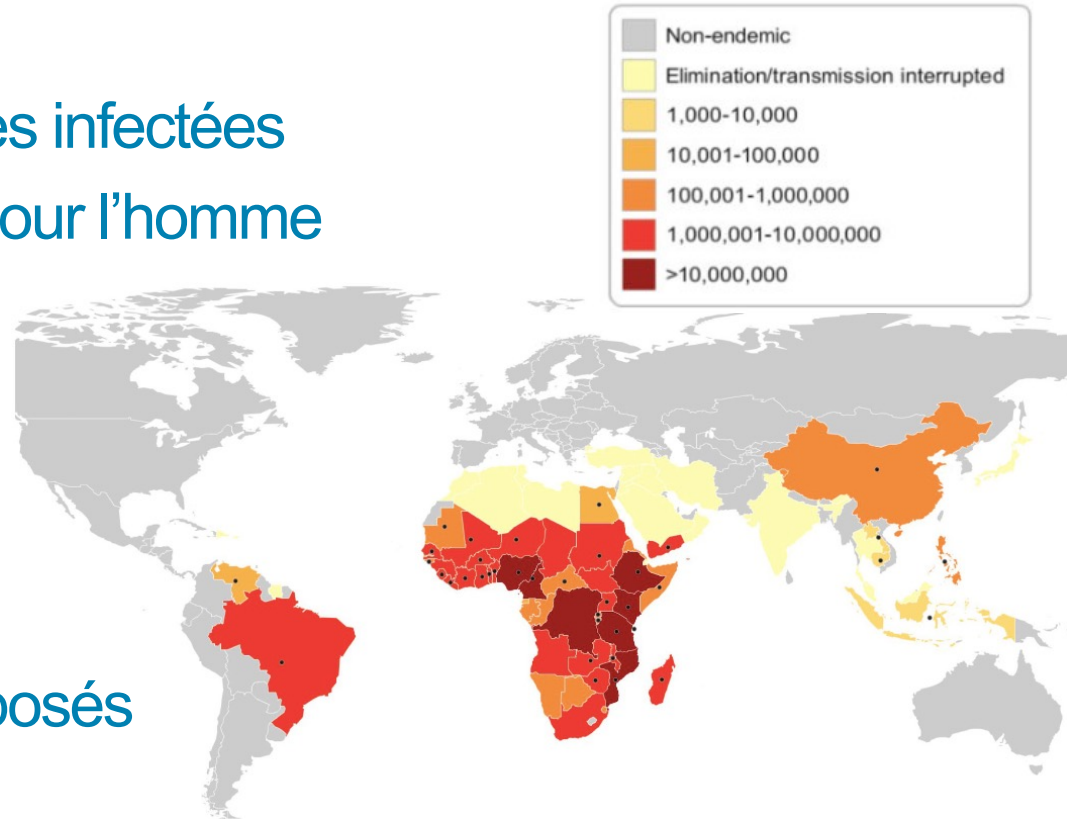 Non-endemic
Elimination/transmission interrupted
1,000-10,000
10,001-100,000
100,001-1,000,000
1,000,001-10,000,000
>10,000,000
es infectées
our l'homme
osés